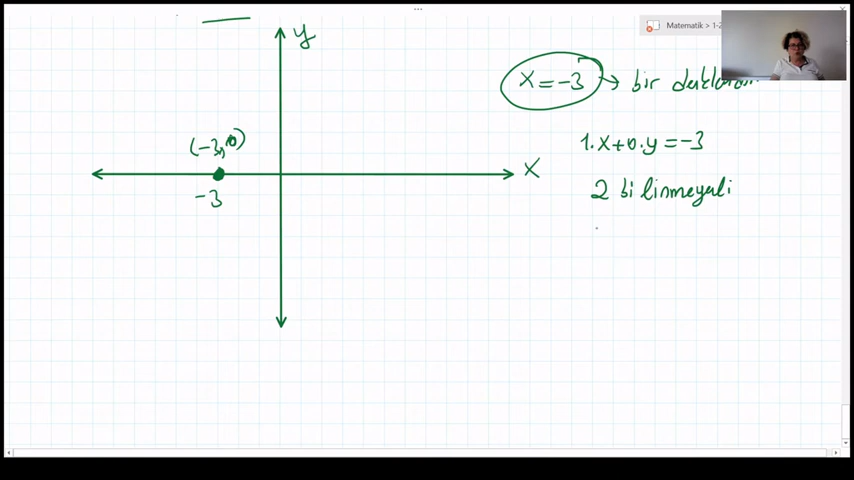 Matematik > 1-2
y
x = -3 → bir
(-3, 0)
1.x+0.y = -3
x
-3
2 bilinmeyenli